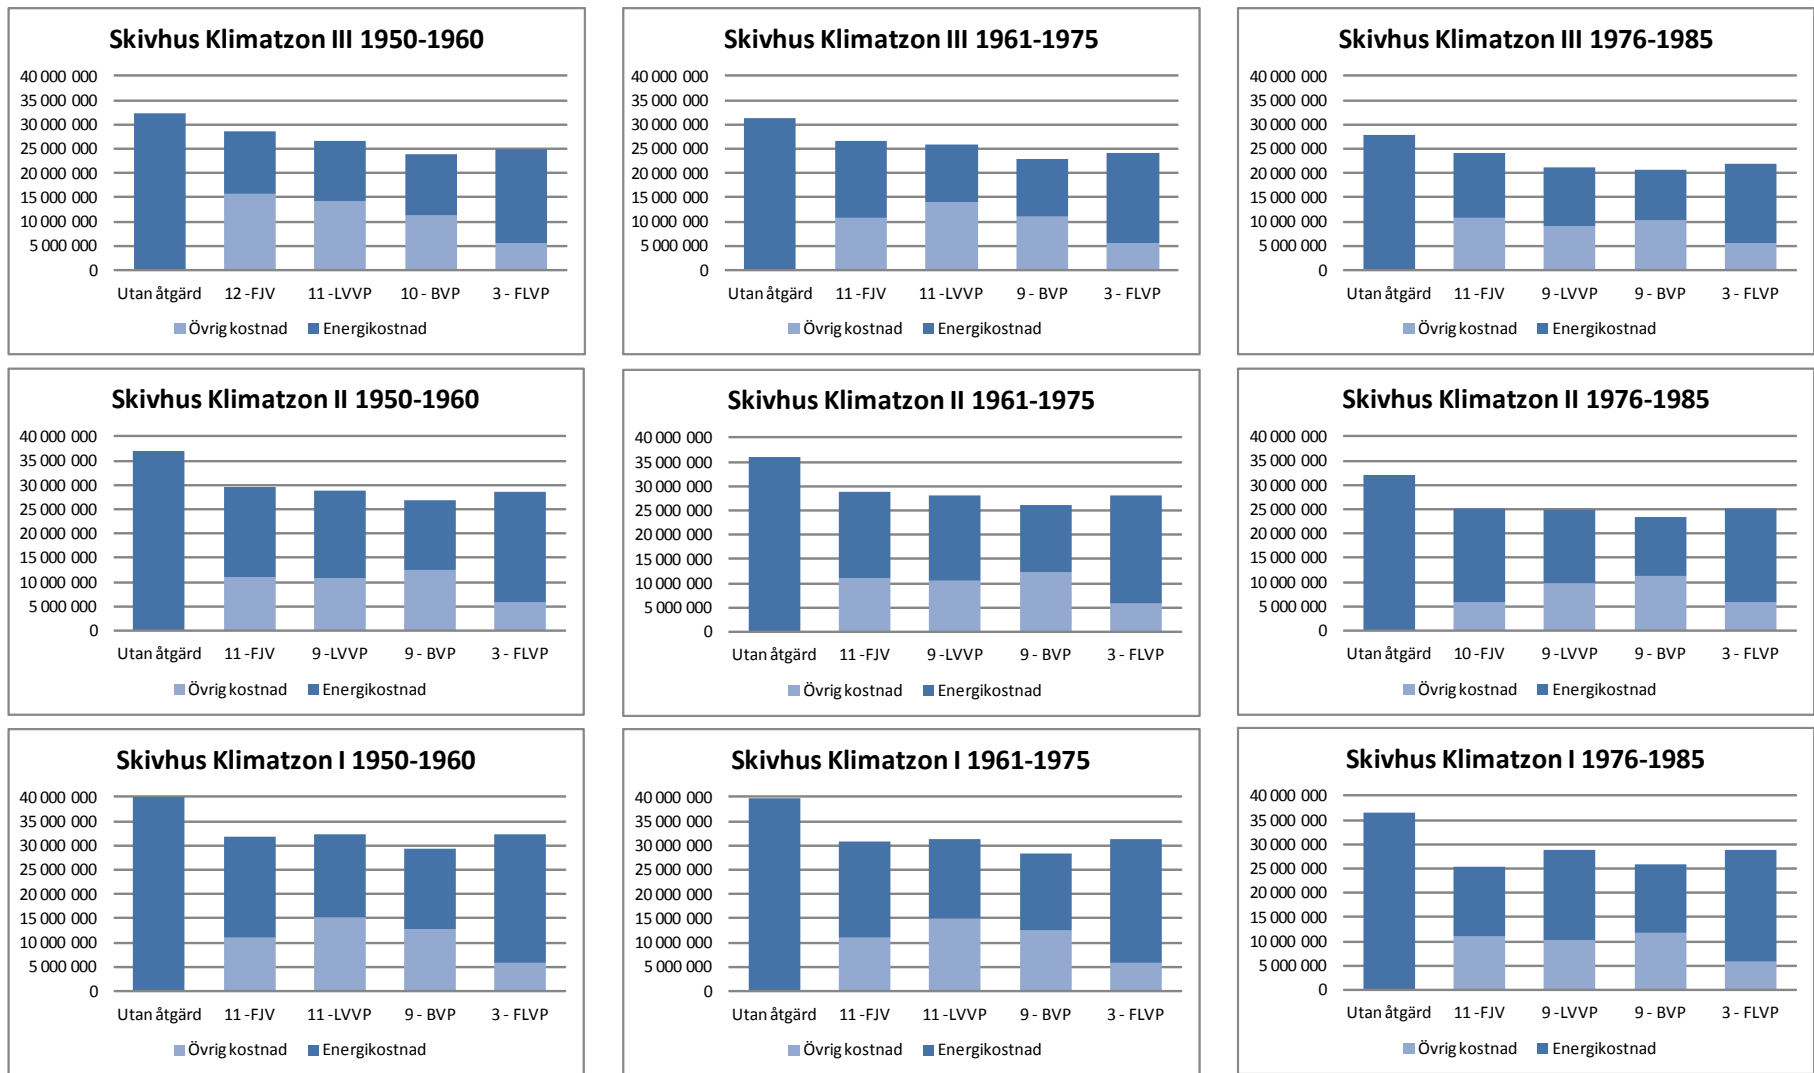 Skivhus Klimatzon III 1950-1960
40 000 000
35 000 000
30 000 000
25 000 000
20 000 000
15 000 000
10 000 000
5 000 000
0
Utan åtgärd 12 -FJV 11 -LVVP 10 - BVP 3 - FLVP
Övrig kostnad Energikostnad
Skivhus Klimatzon III 1961-1975
40 000 000
35 000 000
30 000 000
25 000 000
20 000 000
15 000 000
10 000 000
5 000 000
0
Utan åtgärd 11 -FJV 11 -LVVP 9 - BVP 3 - FLVP
Övrig kostnad Energikostnad
Skivhus Klimatzon III 1976-1985
40 000 000
35 000 000
30 000 000
25 000 000
20 000 000
15 000 000
10 000 000
5 000 000
0
Utan åtgärd 11 -FJV 9 -LVVP 9 - BVP 3 - FLVP
Övrig kostnad Energikostnad
Skivhus Klimatzon II 1950-1960
40 000 000
35 000 000
30 000 000
25 000 000
20 000 000
15 000 000
10 000 000
5 000 000
0
Utan åtgärd 11 -FJV 9 -LVVP 9 - BVP 3 - FLVP
Övrig kostnad Energikostnad
Skivhus Klimatzon II 1961-1975
40 000 000
35 000 000
30 000 000
25 000 000
20 000 000
15 000 000
10 000 000
5 000 000
0
Utan åtgärd 11 -FJV 9 -LVVP 9 - BVP 3 - FLVP
Övrig kostnad Energikostnad
Skivhus Klimatzon II 1976-1985
40 000 000
35 000 000
30 000 000
25 000 000
20 000 000
15 000 000
10 000 000
5 000 000
0
Utan åtgärd 10 -FJV 9 -LVVP 9 - BVP 3 - FLVP
Övrig kostnad Energikostnad
Skivhus Klimatzon I 1950-1960
40 000 000
35 000 000
30 000 000
25 000 000
20 000 000
15 000 000
10 000 000
5 000 000
0
Utan åtgärd 11 -FJV 11 -LVVP 9 - BVP 3 - FLVP
Övrig kostnad Energikostnad
Skivhus Klimatzon I 1961-1975
40 000 000
35 000 000
30 000 000
25 000 000
20 000 000
15 000 000
10 000 000
5 000 000
0
Utan åtgärd 11 -FJV 11 -LVVP 9 - BVP 3 - FLVP
Övrig kostnad Energikostnad
Skivhus Klimatzon I 1976-1985
40 000 000
35 000 000
30 000 000
25 000 000
20 000 000
15 000 000
10 000 000
5 000 000
0
Utan åtgärd 11 -FJV 9 -LVVP 9 - BVP 3 - FLVP
Övrig kostnad Energikostnad